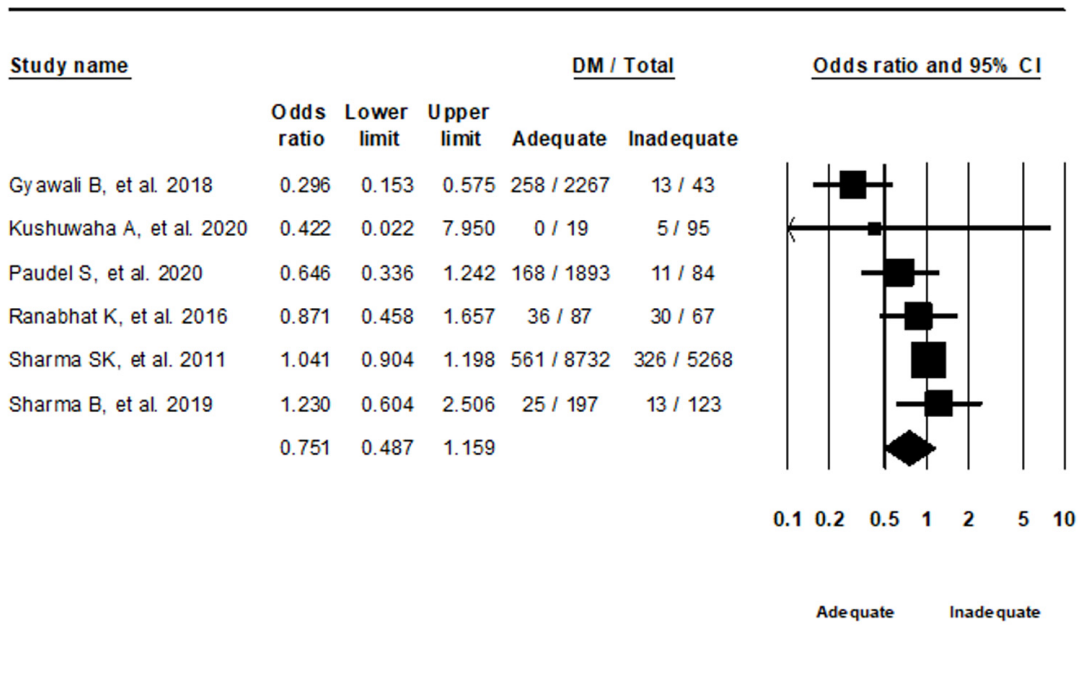 Study name DM / Total Odds ratio and 95% CI
Odds Lower Upper
ratio limit limit Adequate Inadequate
Gyawali B, et al. 2018 0.296 0.153 0.575 258 / 2267 13 / 43
Kushuwaha A, et al. 2020 0.422 0.022 7.950 0 / 19 5 / 95
Paudel S, et al. 2020 0.646 0.336 1.242 168 / 1893 11 / 84
Ranabhat K, et al. 2016 0.871 0.458 1.657 36 / 87 30 / 67
Sharma SK, et al. 2011 1.041 0.904 1.198 561 / 8732 326 / 5268
Sharma B, et al. 2019 1.230 0.604 2.506 25 / 197 13 / 123
0.751 0.487 1.159
0.1 0.2 0.5 1 2 5 10
Adequate Inadequate